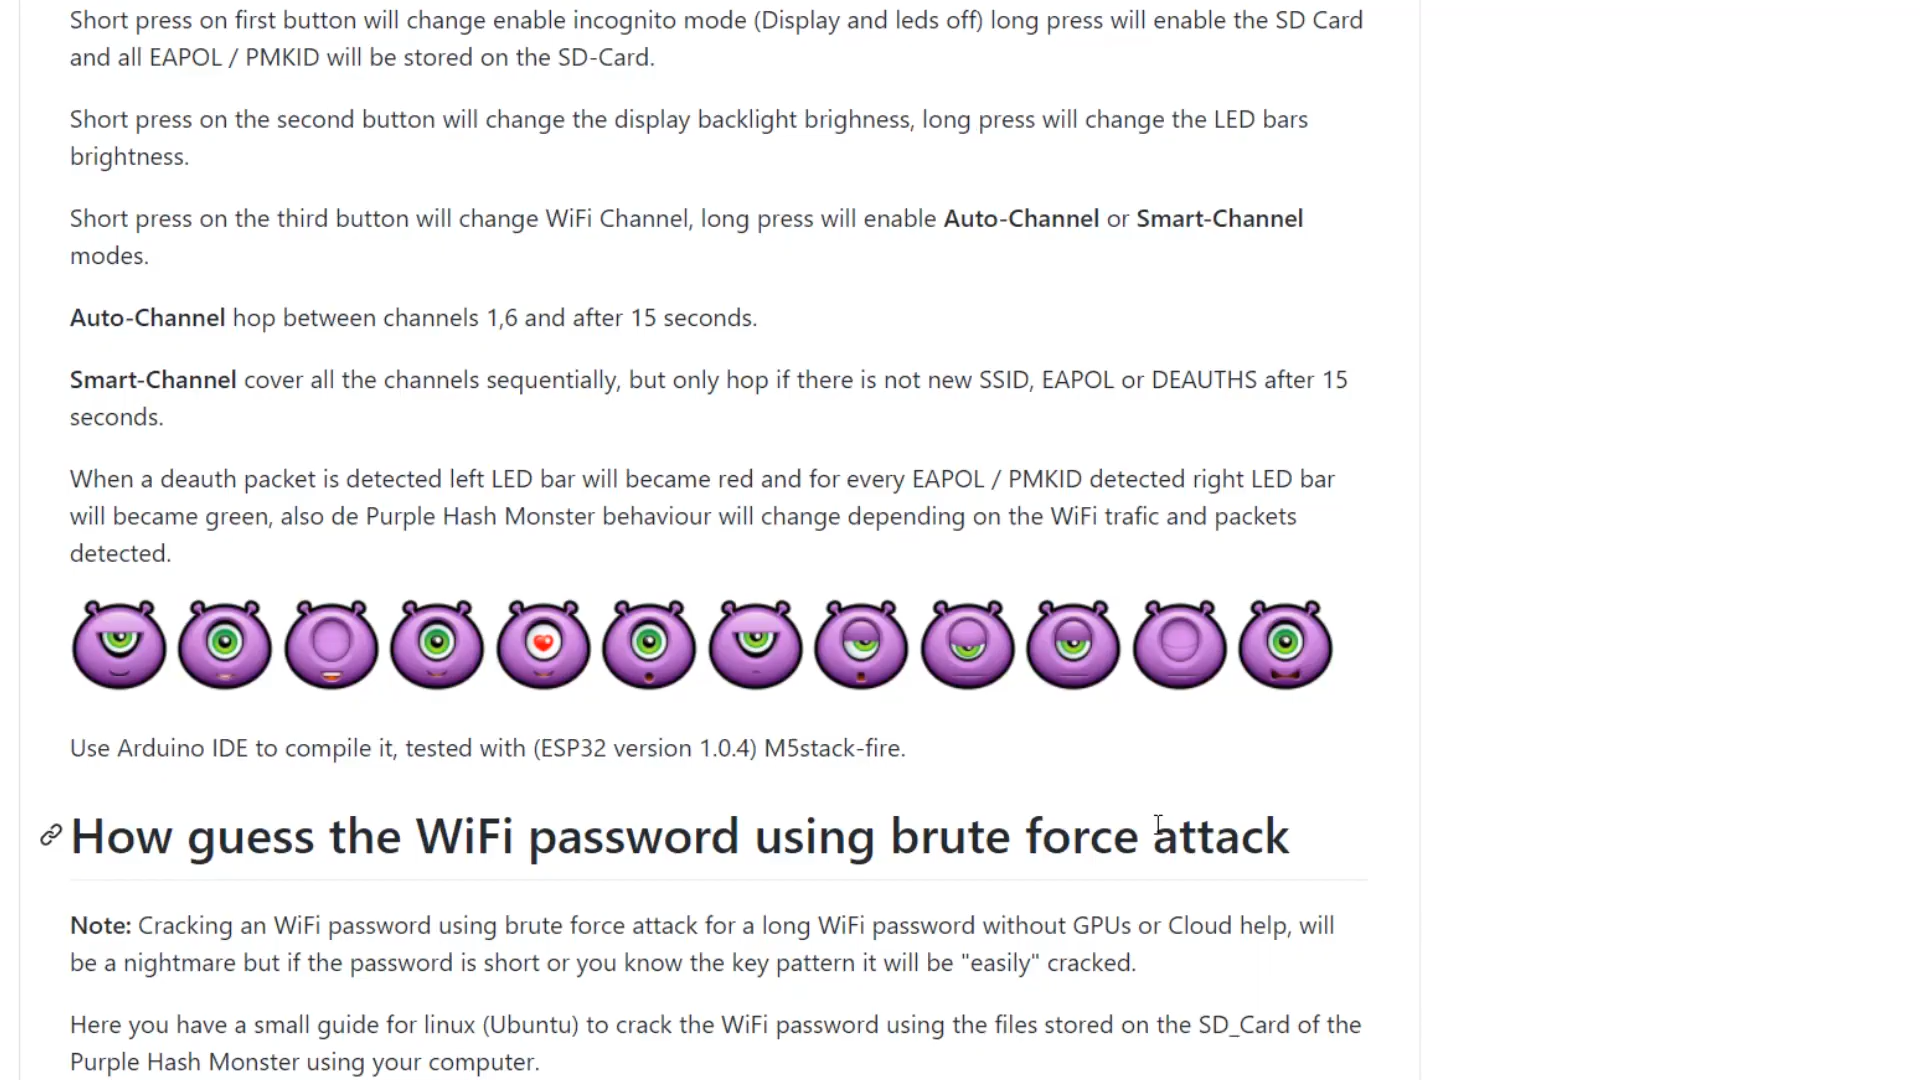 Short press on first button will change enable incognito mode (Display and leds off) long press will enable the SD Card
and all EAPOL / PMKID will be stored on the SD-Card.
Short press on the second button will change the display backlight brighness, long press will change the LED bars
brightness.
Short press on the third button will change WiFi Channel, long press will enable Auto-Channel or Smart-Channel
modes.
Auto-Channel hop between channels 1,6 and after 15 seconds.
Smart-Channel cover all the channels sequentially, but only hop if there is not new SSID, EAPOL or DEAUTHS after 15
seconds.
When a deauth packet is detected left LED bar will became red and for every EAPOL / PMKID detected right LED bar
will became green, also de Purple Hash Monster behaviour will change depending on the WiFi trafic and packets
detected.
Use Arduino IDE to compile it, tested with (ESP32 version 1.0.4) M5stack-fire.
How guess the WiFi password using brute force attack
Note: Cracking an WiFi password using brute force attack for a long WiFi password without GPUs or Cloud help, will
be a nightmare but if the password is short or you know the key pattern it will be "easily" cracked.
Here you have a small guide for linux (Ubuntu) to crack the WiFi password using the files stored on the SD_Card of the
Purple Hash Monster using your computer.